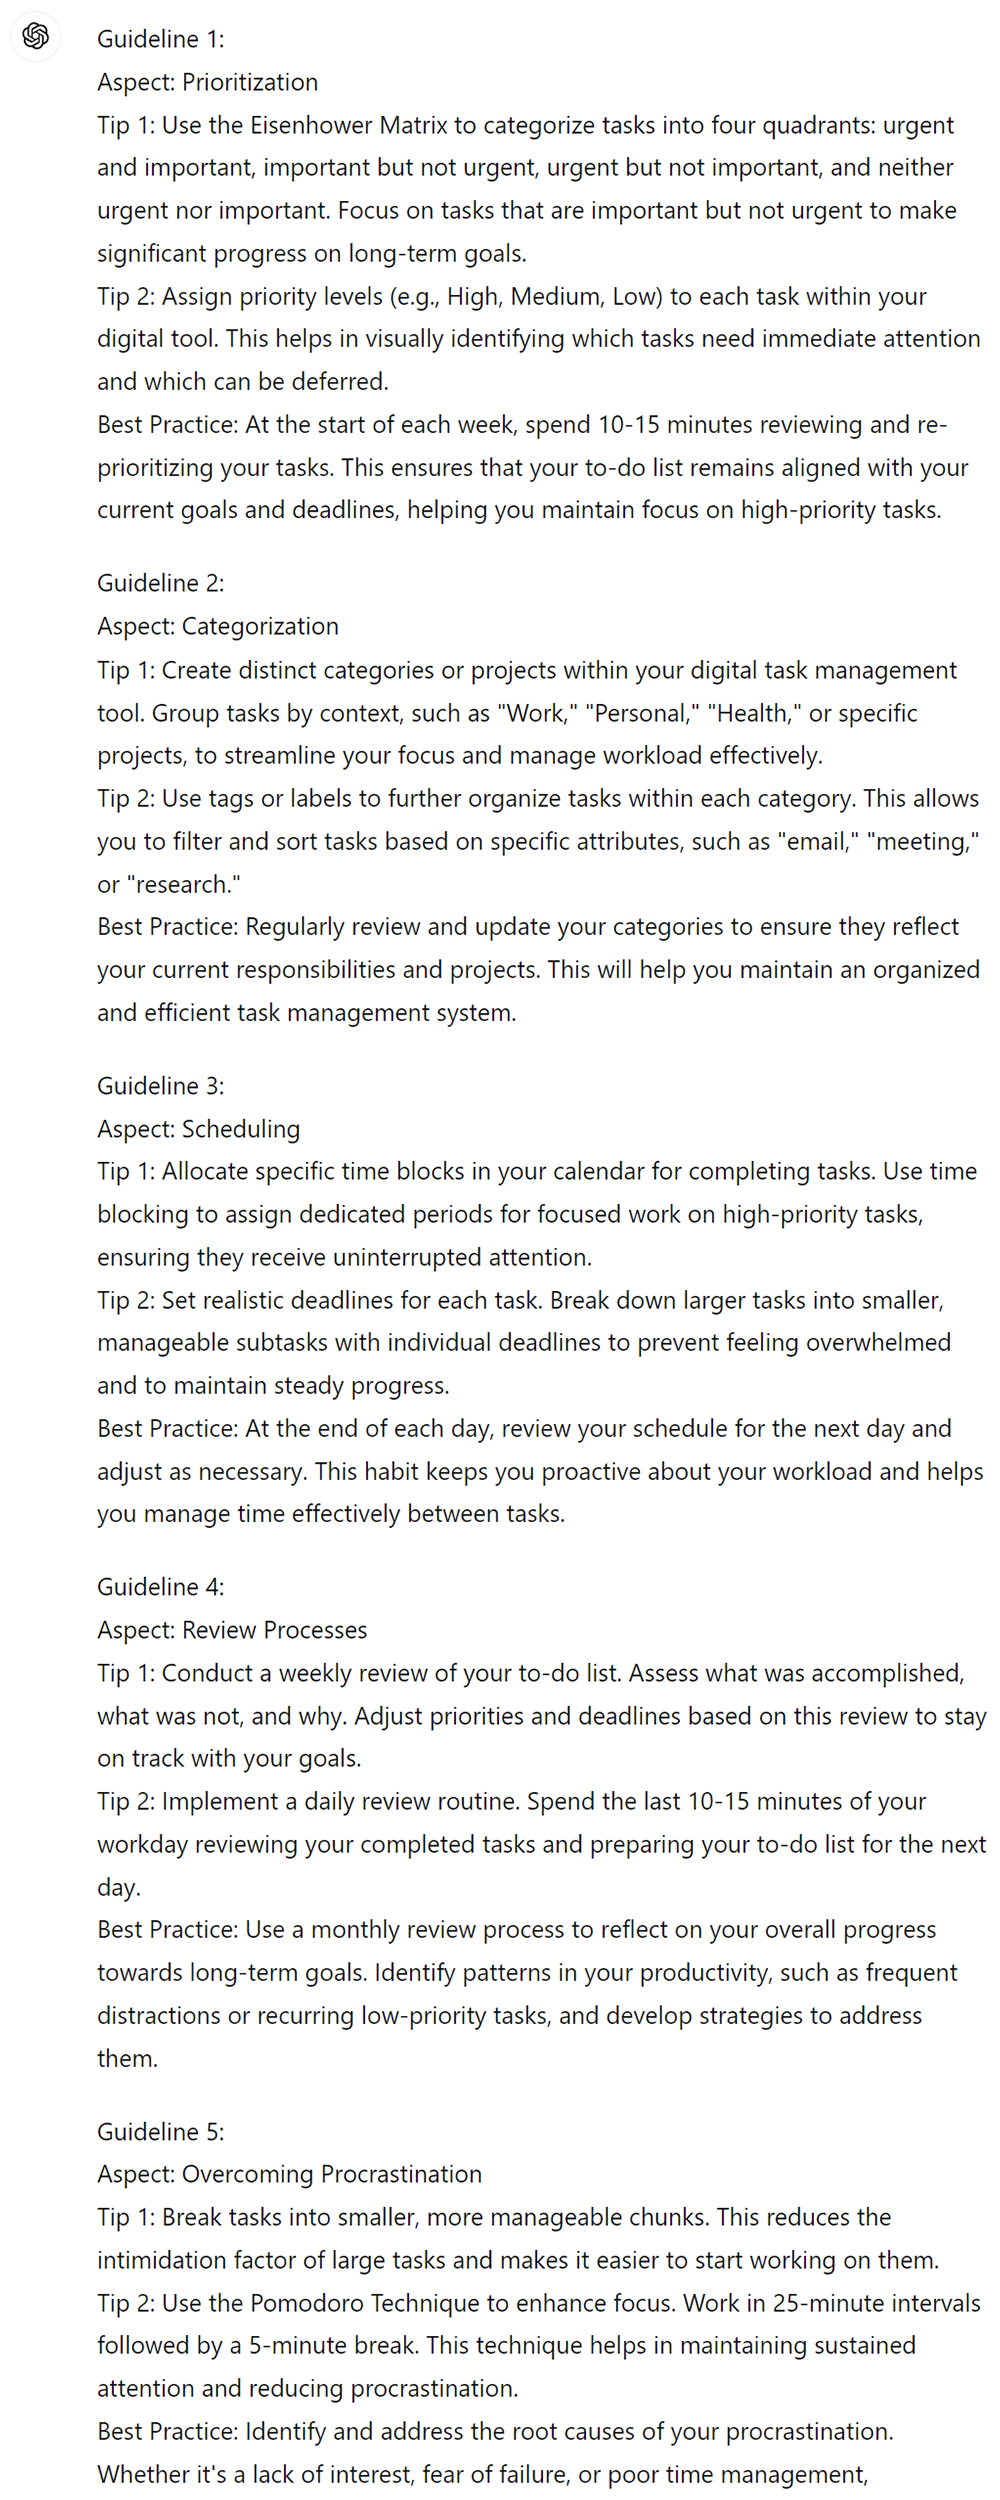 Guideline 1:
Aspect: Prioritization
Tip 1: Use the Eisenhower Matrix to categorize tasks into four quadrants: urgent
and important, important but not urgent, urgent but not important, and neither
urgent nor important. Focus on tasks that are important but not urgent to make
significant progress on long-term goals.
Tip 2: Assign priority levels (e.g., High, Medium, Low) to each task within your
digital tool. This helps in visually identifying which tasks need immediate attention
and which can be deferred.
Best Practice: At the start of each week, spend 10-15 minutes reviewing and re-
prioritizing your tasks. This ensures that your to-do list remains aligned with your
current goals and deadlines, helping you maintain focus on high-priority tasks.
Guideline 2:
Aspect: Categorization
Tip 1: Create distinct categories or projects within your digital task management
tool. Group tasks by context, such as "Work," "Personal," "Health," or specific
projects, to streamline your focus and manage workload effectively.
Tip 2: Use tags or labels to further organize tasks within each category. This allows
you to filter and sort tasks based on specific attributes, such as "email," "meeting,"
or "research."
Best Practice: Regularly review and update your categories to ensure they reflect
your current responsibilities and projects. This will help you maintain an organized
and efficient task management system.
Guideline 3:
Aspect: Scheduling
Tip 1: Allocate specific time blocks in your calendar for completing tasks. Use time
blocking to assign dedicated periods for focused work on high-priority tasks,
ensuring they receive uninterrupted attention.
Tip 2: Set realistic deadlines for each task. Break down larger tasks into smaller,
manageable subtasks with individual deadlines to prevent feeling overwhelmed
and to maintain steady progress.
Best Practice: At the end of each day, review your schedule for the next day and
adjust as necessary. This habit keeps you proactive about your workload and helps
you manage time effectively between tasks.
Guideline 4:
Aspect: Review Processes
Tip 1: Conduct a weekly review of your to-do list. Assess what was accomplished,
what was not, and why. Adjust priorities and deadlines based on this review to stay
on track with your goals.
Tip 2: Implement a daily review routine. Spend the last 10-15 minutes of your
workday reviewing your completed tasks and preparing your to-do list for the next
day.
Best Practice: Use a monthly review process to reflect on your overall progress
towards long-term goals. Identify patterns in your productivity, such as frequent
distractions or recurring low-priority tasks, and develop strategies to address
them.
Guideline 5:
Aspect: Overcoming Procrastination
Tip 1: Break tasks into smaller, more manageable chunks. This reduces the
intimidation factor of large tasks and makes it easier to start working on them.
Tip 2: Use the Pomodoro Technique to enhance focus. Work in 25-minute intervals
followed by a 5-minute break. This technique helps in maintaining sustained
attention and reducing procrastination.
Best Practice: Identify and address the root causes of your procrastination.
Whether it's a lack of interest, fear of failure, or poor time management,